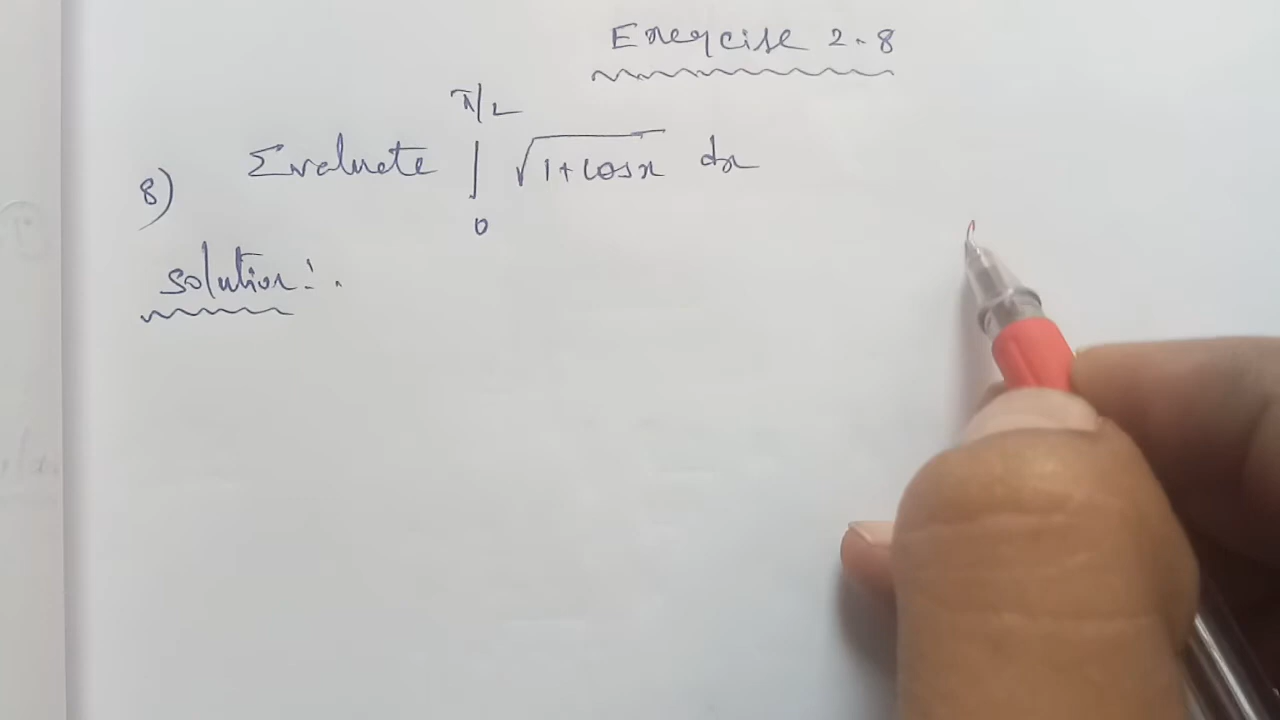 Exercise 2.8
8) Evaluate ∫₀^π/2 √1+cosx dx
Solution:.